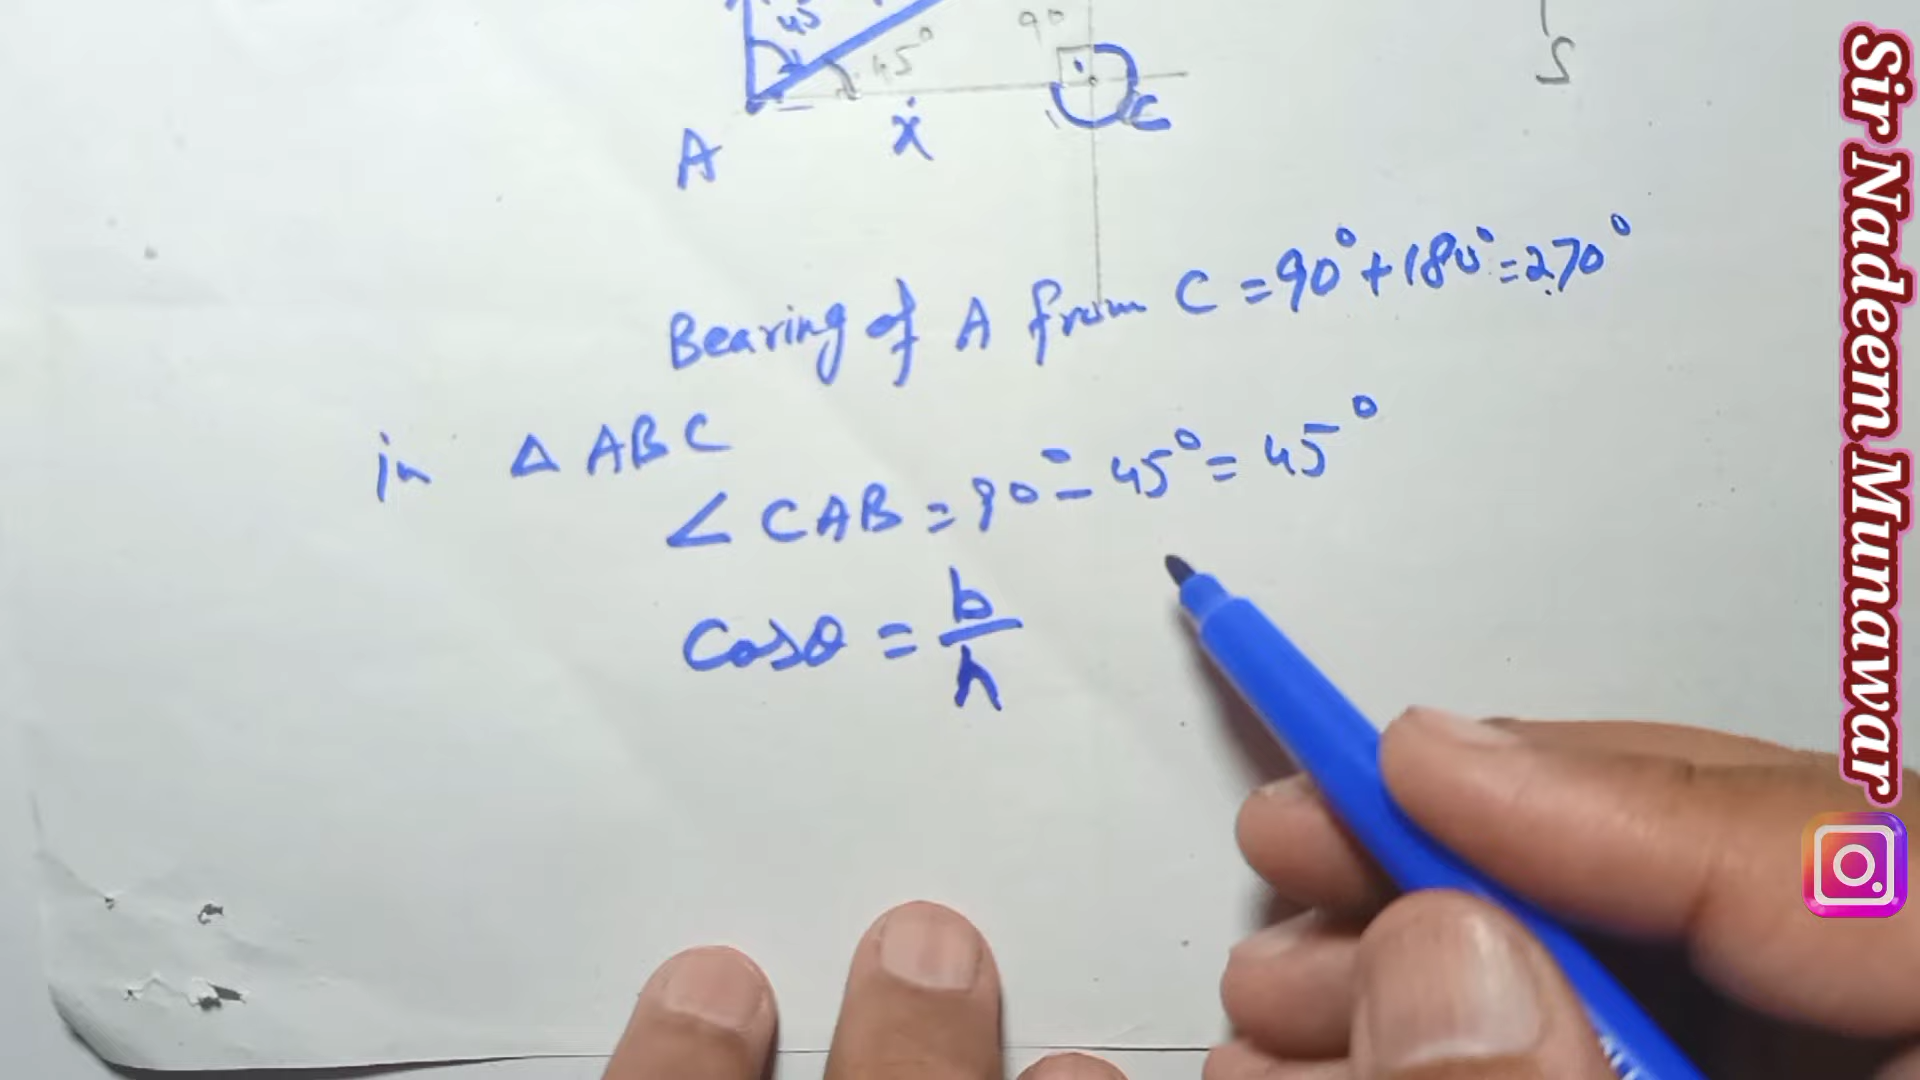 45
45°
90
S
x
C
A
Bearing of A from C = 90° + 180° = 270°
in △ ABC
∠ CAB = 90° - 45° = 45°
Cosθ = b/h
Sir Nadeem Munawar